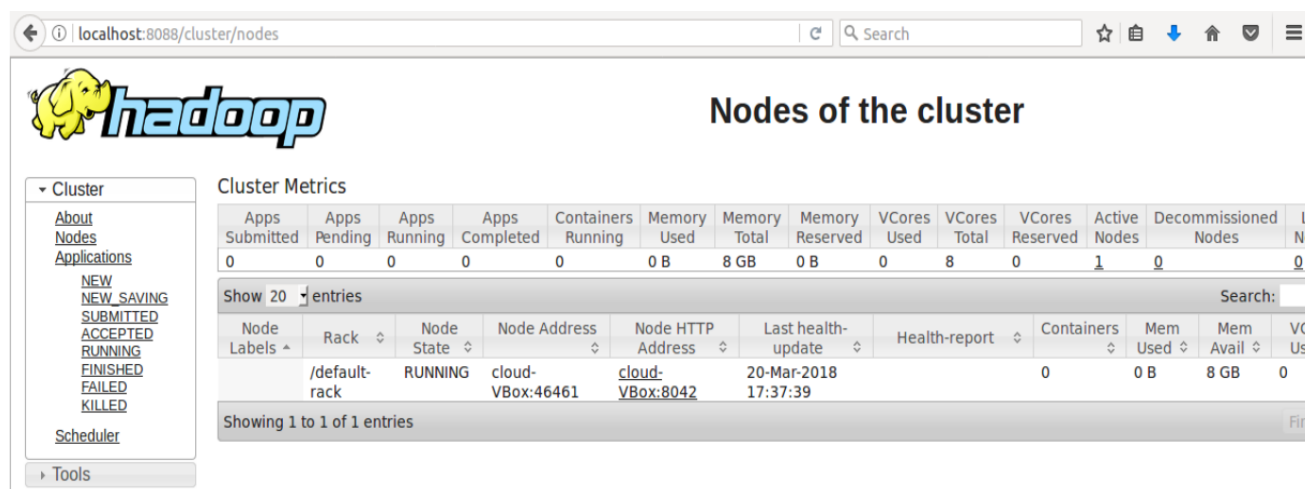 localhost:8088/cluster/nodes
Search
hadoop
Nodes of the cluster
Cluster
About
Nodes
Applications
NEW
NEW_SAVING
SUBMITTED
ACCEPTED
RUNNING
FINISHED
FAILED
KILLED
Scheduler
Tools
Cluster Metrics
Apps Apps Apps Apps Containers Memory Memory Memory VCores VCores VCores Active Decommissioned L
Submitted Pending Running Completed Running Used Total Reserved Used Total Reserved Nodes Nodes N
0 0 0 0 0 0 B 8 GB 0 B 0 8 0 1 0 0
Show 20 entries Search:
Node Rack Node Node Address Node HTTP Last health- Health-report Containers Mem Mem VC
Labels State Address update Used Avail Us
/default- RUNNING cloud- cloud- 20-Mar-2018 0 0 B 8 GB 0
rack VBox:46461 VBox:8042 17:37:39
Showing 1 to 1 of 1 entries Fir